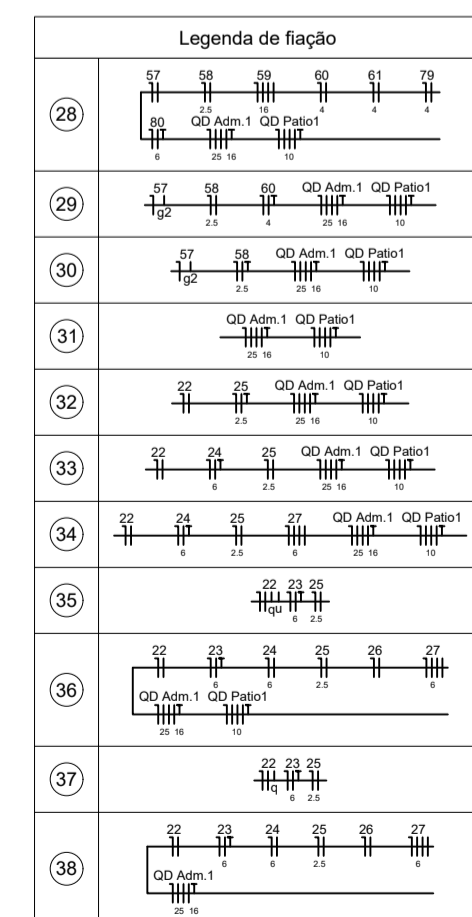 Legenda de fiação
28
57 58 59 60 61 79
2.5 16 4 4 4
80 QD Adm.1 QD Patio1
6 25 16 10
29
57 58 60 QD Adm.1 QD Patio1
g2 2.5 4 25 16 10
30
57 58 QD Adm.1 QD Patio1
g2 2.5 25 16 10
31
QD Adm.1 QD Patio1
25 16 10
32
22 25 QD Adm.1 QD Patio1
2.5 25 16 10
33
22 24 25 QD Adm.1 QD Patio1
6 2.5 25 16 10
34
22 24 25 27 QD Adm.1 QD Patio1
6 2.5 6 25 16 10
35
22 23 25
qu 6 2.5
36
22 23 24 25 26 27
6 6 2.5 6
QD Adm.1 QD Patio1
25 16 10
37
22 23 25
q 6 2.5
38
22 23 24 25 26 27
6 6 2.5 6
QD Adm.1
25 16